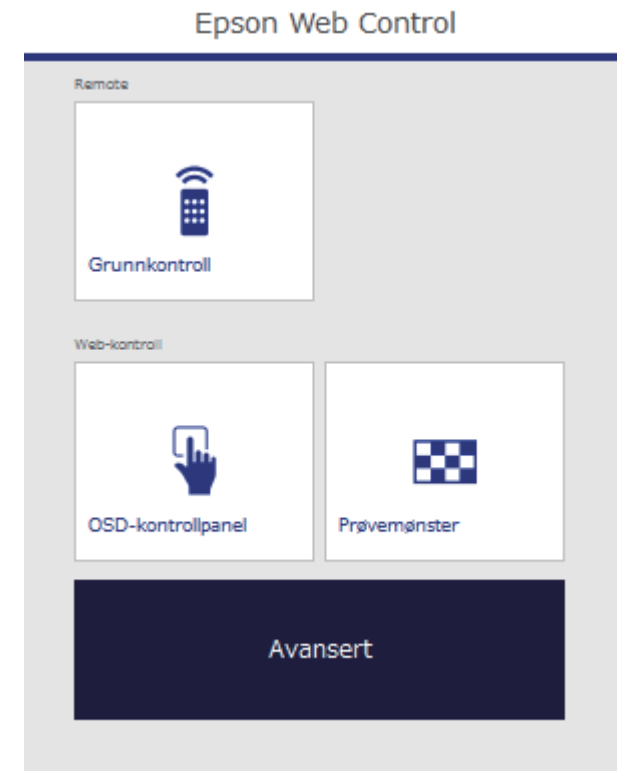 Epson Web Control
Remote
Grunnkontroll
Web-kontroll
OSD-kontrollpanel
Prøvemønster
Avansert